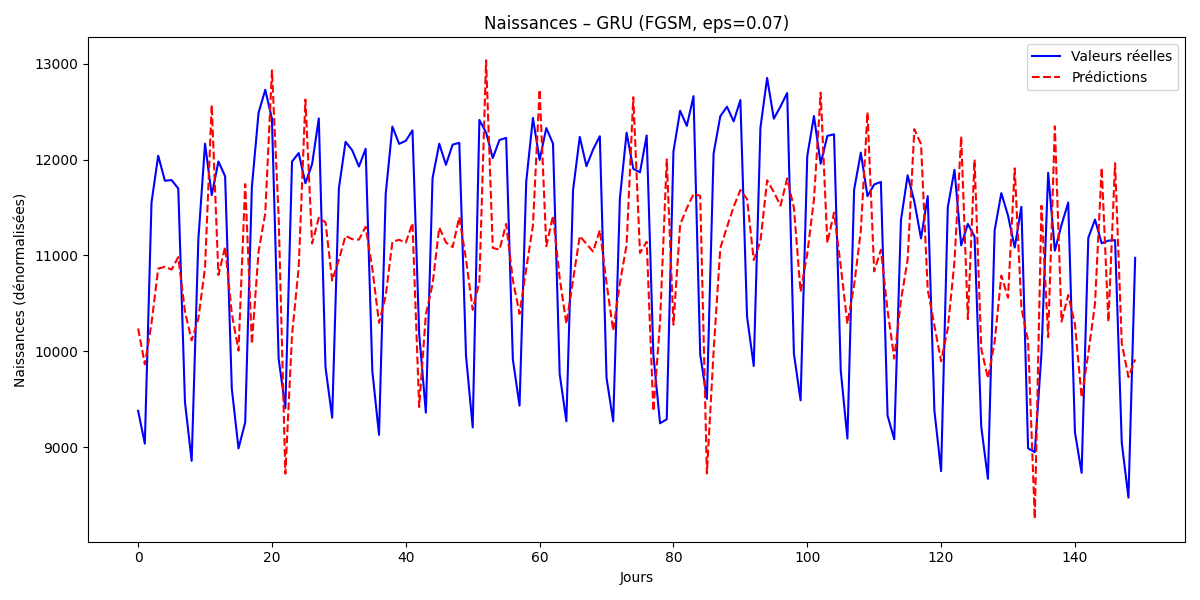 Naissances – GRU (FGSM, eps=0.07)
Valeurs réelles
Prédictions
Naissances (dénormalisées)
13000
12000
11000
10000
9000
0 20 40 60 80 100 120 140
Jours